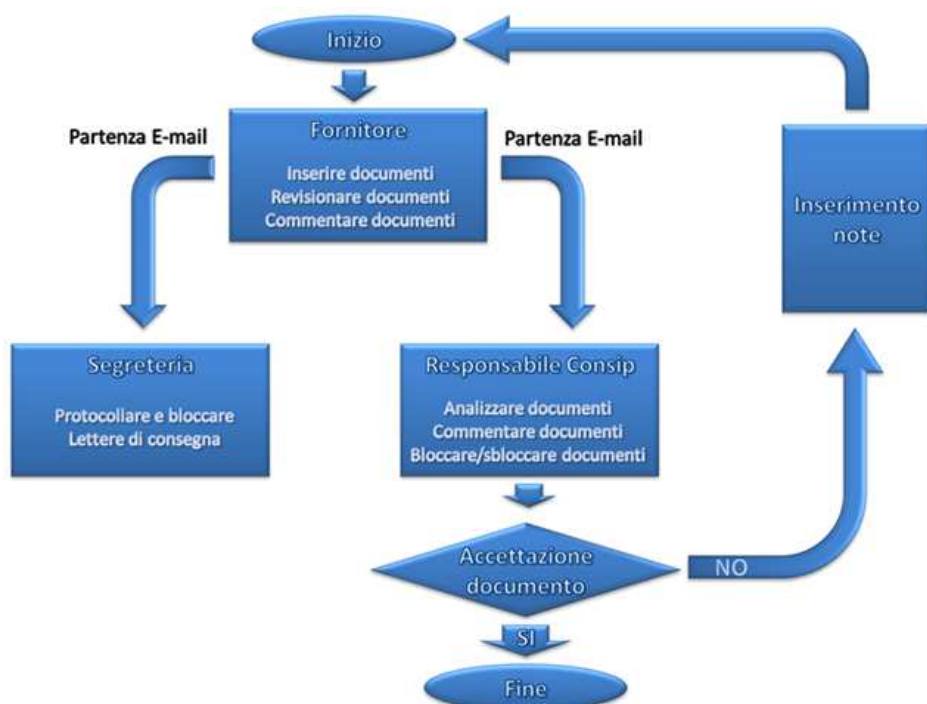 Inizio
Partenza E-mail
Fornitore
Inserire documenti
Revisionare documenti
Commentare documenti
Partenza E-mail
Inserimento
note
Segreteria
Protocollare e bloccare
Lettere di consegna
Responsabile Consip
Analizzare documenti
Commentare documenti
Bloccare/sbloccare documenti
Accettazione
documento
NO
SI
Fine